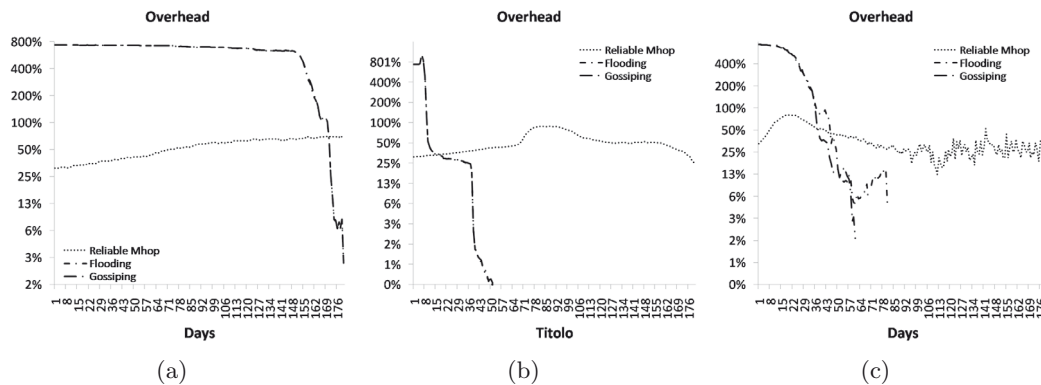 Overhead
800%
400%
200%
100%
50%
25%
13%
6%
3%
2%
Reliable Mhop
Flooding
Gossiping
1 8 15 22 29 36 43 50 57 64 71 78 85 92 99 106 113 120 127 134 141 148 155 162 169 176
Days
(a)
Overhead
801%
400%
200%
100%
50%
25%
13%
6%
3%
2%
1%
0%
Reliable Mhop
Flooding
Gossiping
1 8 15 22 29 36 43 50 57 64 71 78 85 92 99 106 113 120 127 134 141 148 155 162 169 176
Titolo
(b)
Overhead
400%
200%
100%
50%
25%
13%
6%
3%
2%
1%
0%
Reliable Mhop
Flooding
Gossiping
1 8 15 22 29 36 43 50 57 64 71 78 85 92 99 106 113 120 127 134 141 148 155 162 169 176
Days
(c)